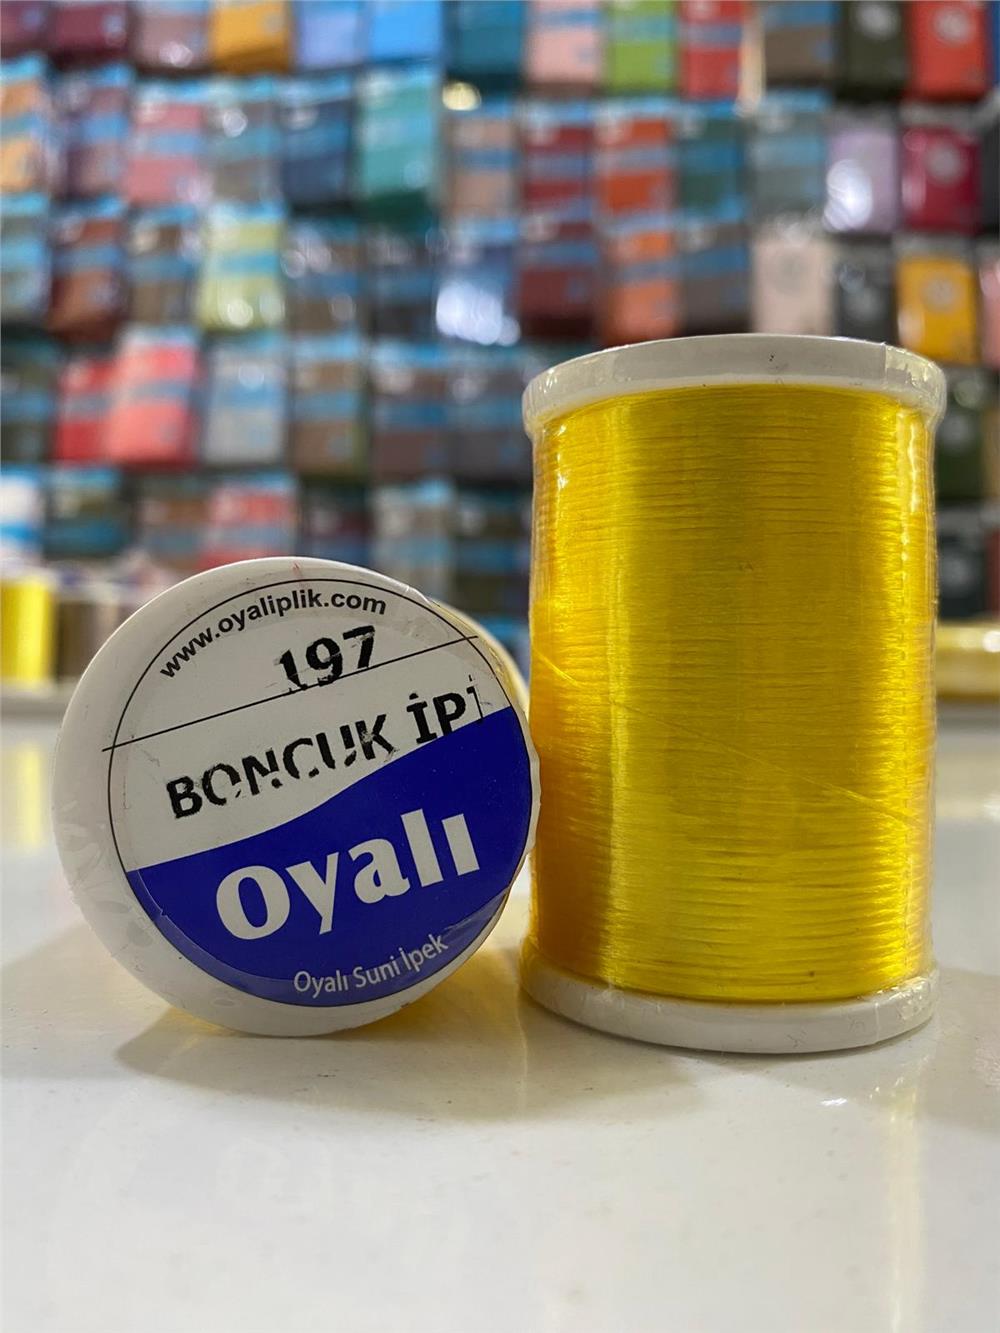 www.oyaliplik.com
197
BONCUK İPİ
Oyalı
Oyalı Suni İpek